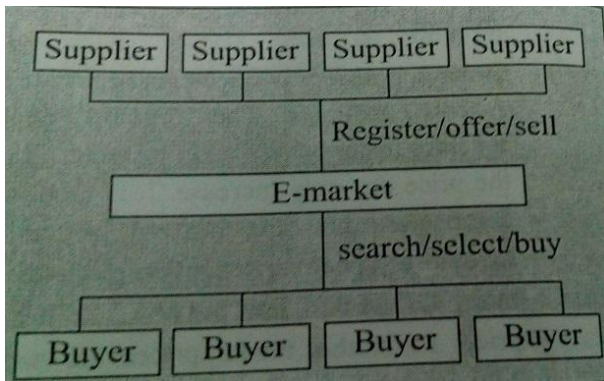 Supplier Supplier Supplier Supplier
Register/offer/sell
E-market
search/select/buy
Buyer Buyer Buyer Buyer